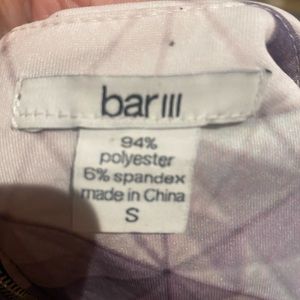 bar III
94%
polyester
6% spandex
made in China
S